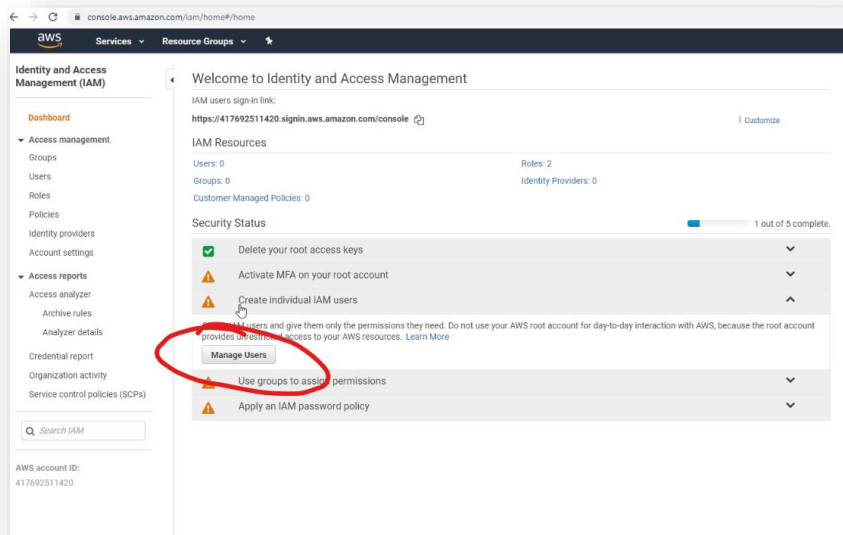 console.aws.amazon.com/iam/home#/home
aws Services Resource Groups
Identity and Access
Management (IAM)
Dashboard
Access management
Groups
Users
Roles
Policies
Identity providers
Account settings
Access reports
Access analyzer
Archive rules
Analyzer details
Credential report
Organization activity
Service control policies (SCPs)
Search IAM
AWS account ID:
417692511420
Welcome to Identity and Access Management
IAM users sign-in link:
https://417692511420.signin.aws.amazon.com/console
Customize
IAM Resources
Users: 0 Roles: 2
Groups: 0 Identity Providers: 0
Customer Managed Policies: 0
Security Status 1 out of 5 complete.
Delete your root access keys
Activate MFA on your root account
Create individual IAM users
IAM users and give them only the permissions they need. Do not use your AWS root account for day-to-day interaction with AWS, because the root account
provides unrestricted access to your AWS resources. Learn More
Manage Users
Use groups to assign permissions
Apply an IAM password policy